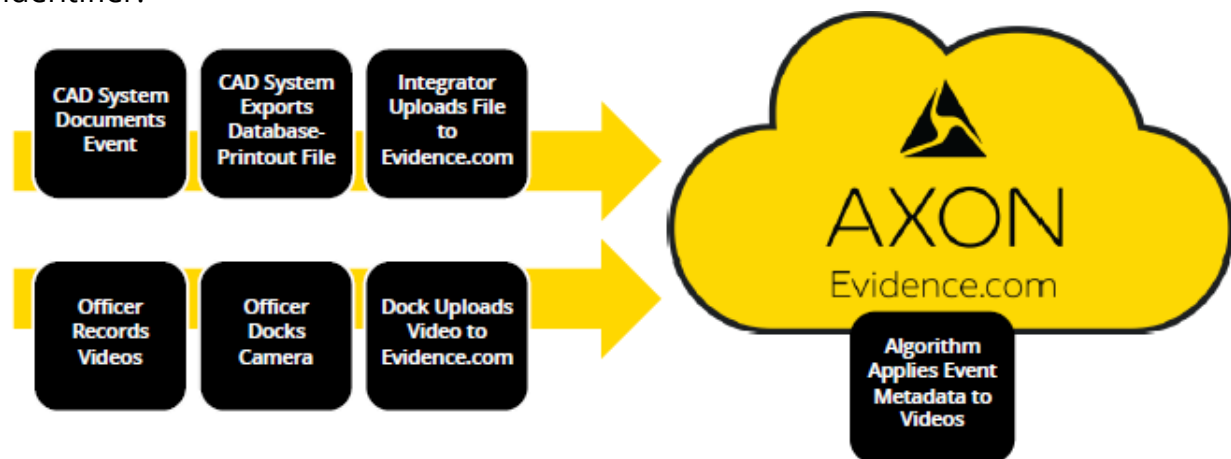 identifier.
CAD System
Documents
Event
CAD System
Exports
Database-
Printout File
Integrator
Uploads File
to
Evidence.com
Officer
Records
Videos
Officer
Docks
Camera
Dock Uploads
Video to
Evidence.com
AXON
Evidence.com
Algorithm
Applies Event
Metadata to
Videos